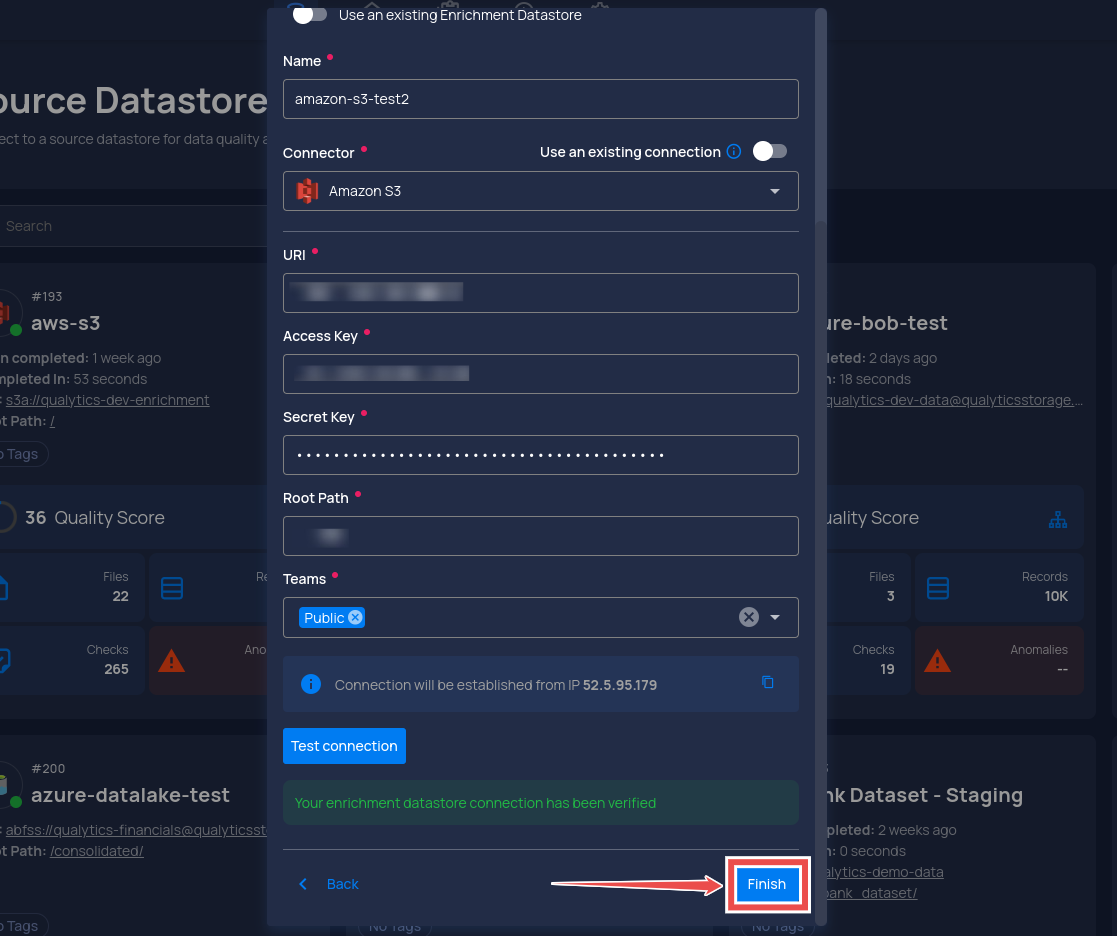 Use an existing Enrichment Datastore
Name
amazon-s3-test2
Connector
Use an existing connection
Amazon S3
URI
Access Key
Secret Key
Root Path
Teams
Public
Connection will be established from IP 52.5.95.179
Test connection
Your enrichment datastore connection has been verified
Back
Finish
ource Datastore
ect to a source datastore for data quality a
Search
#193
aws-s3
n completed: 1 week ago
mpleted In: 53 seconds
: s3a://qualytics-dev-enrichment
t Path: /
o Tags
36 Quality Score
Files
22
Re
Checks
265
Ano
#200
azure-datalake-test
: abfss://qualytics-financials@qualyticsst
ot Path: /consolidated/
o Tags
No Tags
ure-bob-test
leted: 2 days ago
n: 18 seconds
qualytics-dev-data@qualyticsstorage....
uality Score
Files
3
Records
10K
Checks
19
Anomalies
--
nk Dataset - Staging
pleted: 2 weeks ago
n: 0 seconds
alytics-demo-data
bank_dataset/
No Tags